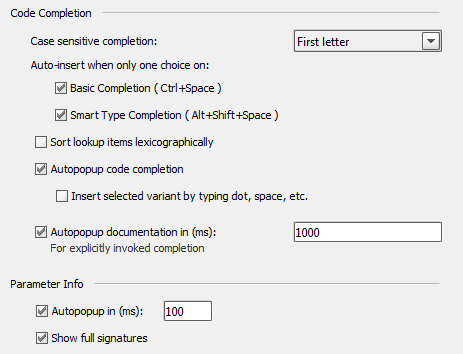 Code Completion
Case sensitive completion: First letter
Auto-insert when only one choice on:
Basic Completion ( Ctrl+Space )
Smart Type Completion ( Alt+Shift+Space )
Sort lookup items lexicographically
Autopopup code completion
Insert selected variant by typing dot, space, etc.
Autopopup documentation in (ms): 1000
For explicitly invoked completion
Parameter Info
Autopopup in (ms): 100
Show full signatures